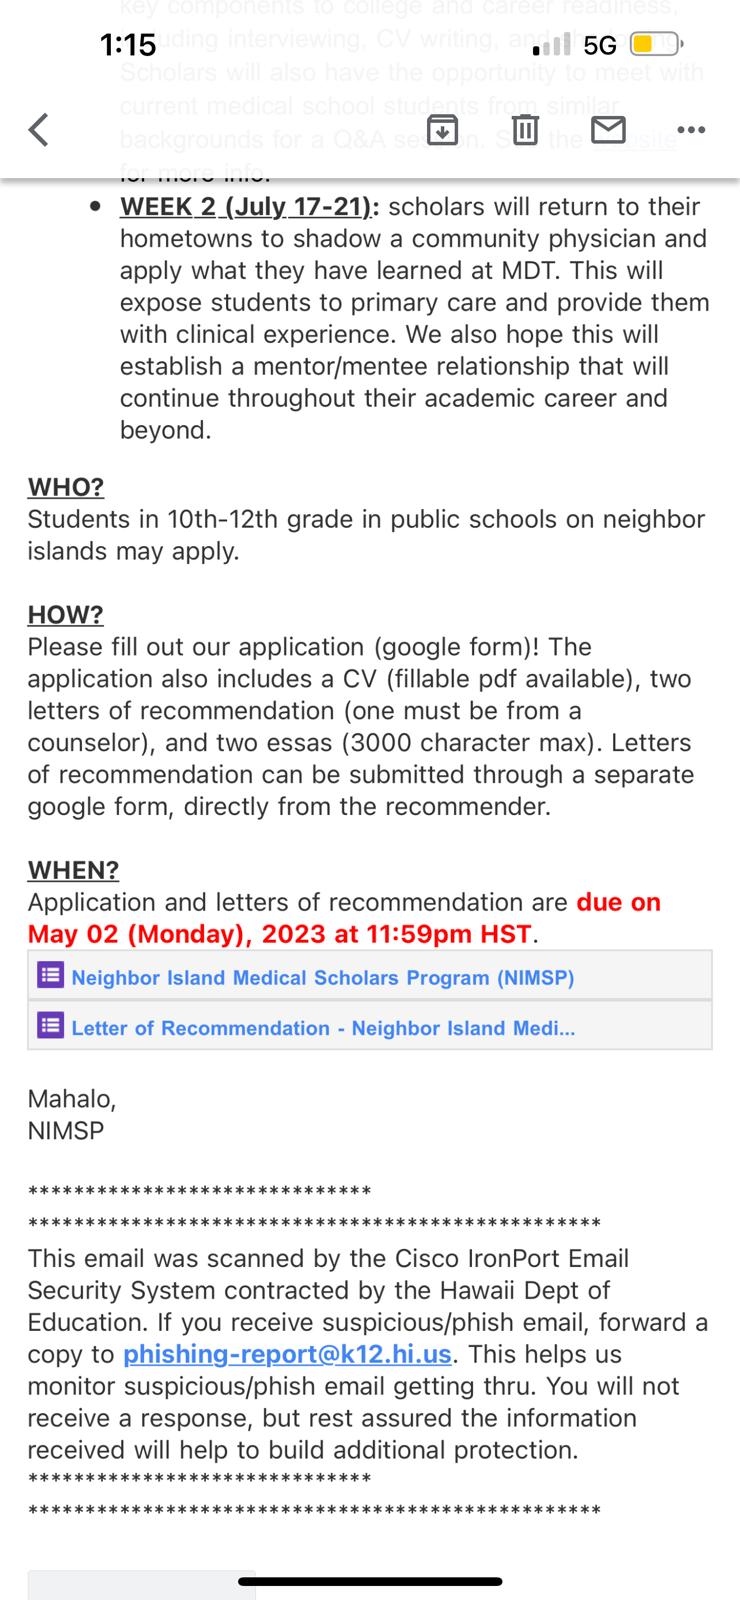 key components to college and career readiness,
1:15
5G
including interviewing, CV writing, and
Scholars will also have the opportunity to meet with
current medical school students from similar
backgrounds for a Q&A session. See the website
for more info.
• WEEK 2 (July 17-21): scholars will return to their
hometowns to shadow a community physician and
apply what they have learned at MDT. This will
expose students to primary care and provide them
with clinical experience. We also hope this will
establish a mentor/mentee relationship that will
continue throughout their academic career and
beyond.
WHO?
Students in 10th-12th grade in public schools on neighbor
islands may apply.
HOW?
Please fill out our application (google form)! The
application also includes a CV (fillable pdf available), two
letters of recommendation (one must be from a
counselor), and two essas (3000 character max). Letters
of recommendation can be submitted through a separate
google form, directly from the recommender.
WHEN?
Application and letters of recommendation are due on
May 02 (Monday), 2023 at 11:59pm HST.
Neighbor Island Medical Scholars Program (NIMSP)
Letter of Recommendation - Neighbor Island Medi...
Mahalo,
NIMSP
******************************
**************************************************
This email was scanned by the Cisco IronPort Email
Security System contracted by the Hawaii Dept of
Education. If you receive suspicious/phish email, forward a
copy to phishing-report@k12.hi.us. This helps us
monitor suspicious/phish email getting thru. You will not
receive a response, but rest assured the information
received will help to build additional protection.
******************************
**************************************************